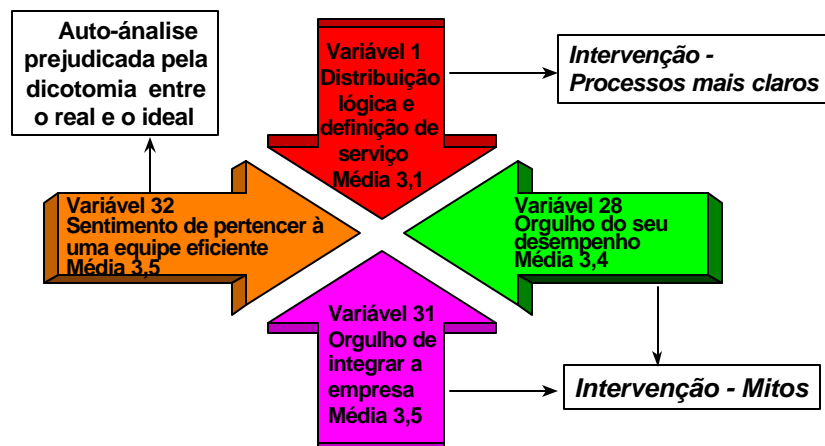 Auto-ánalise
prejudicada pela
dicotomia entre
o real e o ideal
Variável 1
Distribuição
lógica e
definição de
serviço
Média 3,1
Intervenção -
Processos mais claros
Variável 32
Sentimento de pertencer à
uma equipe eficiente
Média 3,5
Variável 28
Orgulho do seu
desempenho
Média 3,4
Variável 31
Orgulho de
integrar a
empresa
Média 3,5
Intervenção - Mitos